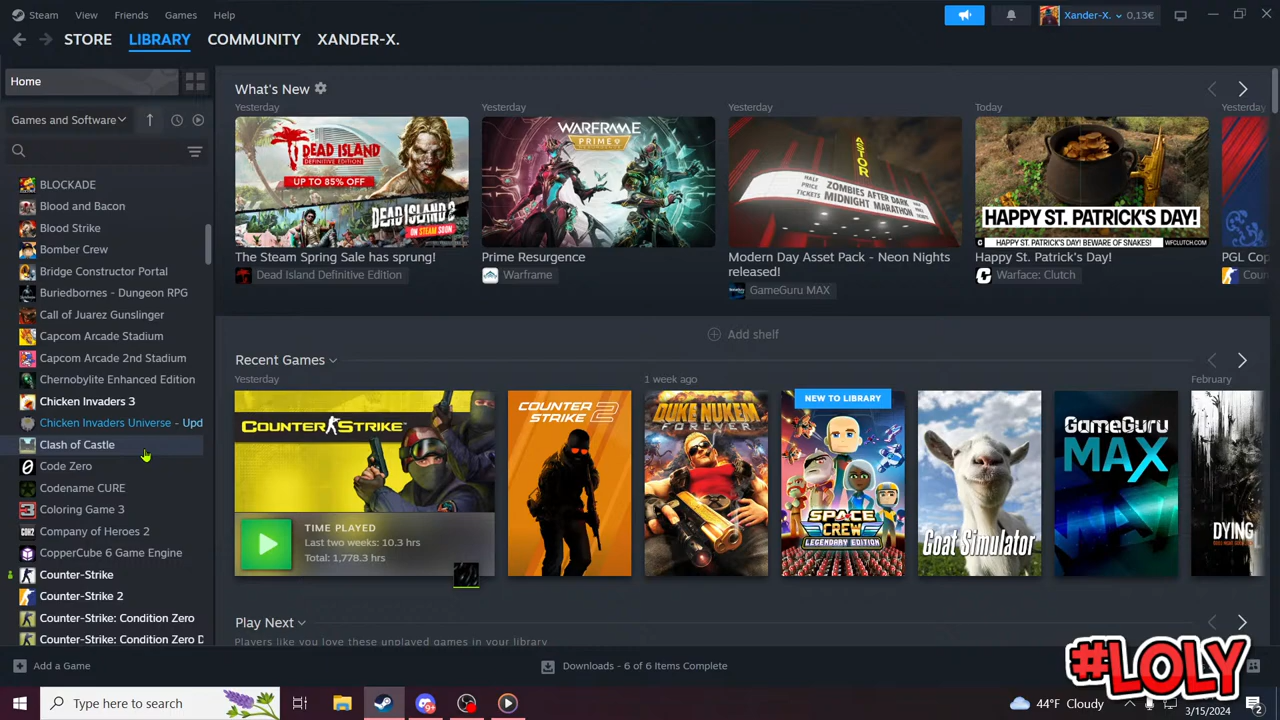 Steam View Friends Games Help
Xander-X. 0,13€
STORE LIBRARY COMMUNITY XANDER-X.
Home
Games and Software
BLOCKADE
Blood and Bacon
Blood Strike
Bomber Crew
Bridge Constructor Portal
Buriedbornes - Dungeon RPG
Call of Juarez Gunslinger
Capcom Arcade Stadium
Capcom Arcade 2nd Stadium
Chernobylite Enhanced Edition
Chicken Invaders 3
Chicken Invaders Universe - Upd
Clash of Castle
Code Zero
Codename CURE
Coloring Game 3
Company of Heroes 2
CopperCube 6 Game Engine
Counter-Strike
Counter-Strike 2
Counter-Strike: Condition Zero
Counter-Strike: Condition Zero D
Add a Game
What's New
Yesterday
DEAD ISLAND
DEFINITIVE EDITION
UP TO 85% OFF
DEAD ISLAND 2
ON STEAM SOON
The Steam Spring Sale has sprung!
Dead Island Definitive Edition
Yesterday
WARFRAME
PRIME
Prime Resurgence
Warframe
Yesterday
ASTOR
HALF PRICE TICKETS
ZOMBIES AFTER DARK
MIDNIGHT MARATHON
Modern Day Asset Pack - Neon Nights
released!
GameGuru MAX
Today
HAPPY ST. PATRICK'S DAY!
HAPPY ST. PATRICK'S DAY! BEWARE OF SNAKES!
WFCLUTCH.COM
Happy St. Patrick's Day!
Warface: Clutch
Yesterday
PGL Cop
Coun
Add shelf
Recent Games
Yesterday
COUNTER STRIKE
TIME PLAYED
Last two weeks: 10.3 hrs
Total: 1,778.3 hrs
COUNTER
STRIKE 2
1 week ago
DUKE NUKEM
FOREVER
NEW TO LIBRARY
SPACE
CREW
LEGENDARY EDITION
Goat Simulator
GAMEGURU
MAX
February
DYING
Play Next
Players like you love these unplayed games in your library
Downloads - 6 of 6 Items Complete
#LOLY
Type here to search
44°F Cloudy
3/15/2024
2